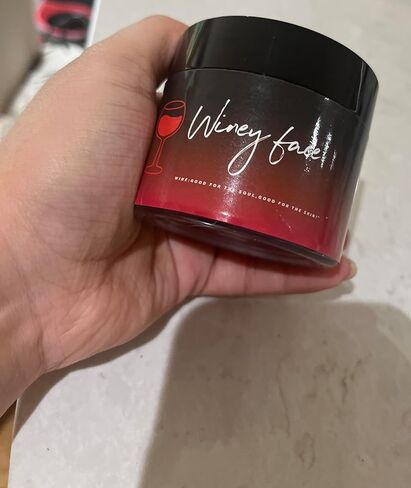 Winey face!
WINE:GOOD FOR THE SOUL,GOOD FOR THE SKIN!